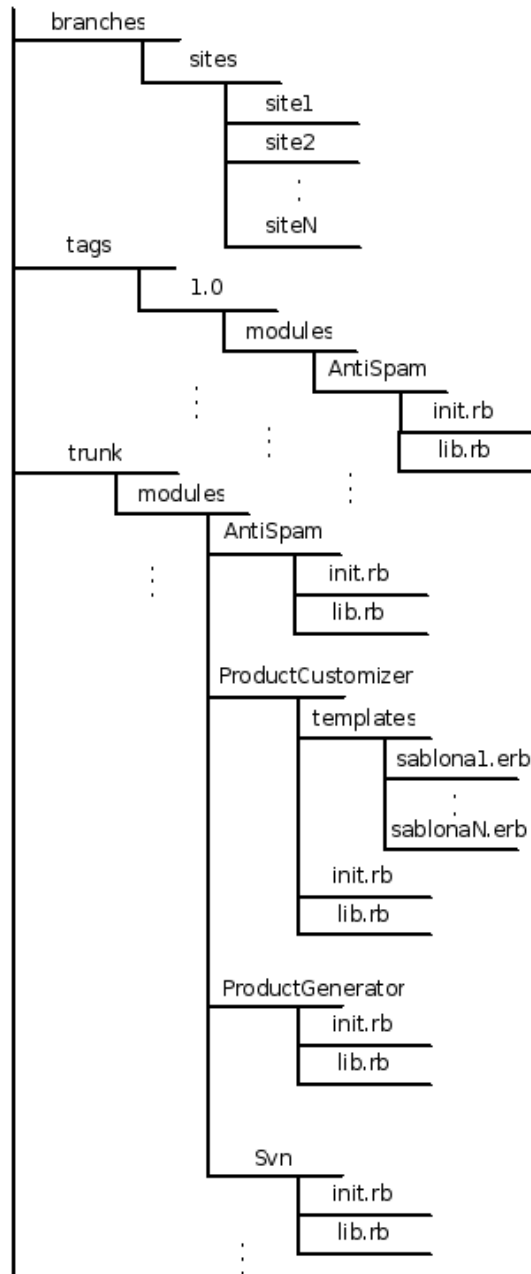 branches
sites
site1
site2
siteN
tags
1.0
modules
AntiSpam
init.rb
lib.rb
trunk
modules
AntiSpam
init.rb
lib.rb
ProductCustomizer
templates
sablona1.erb
sablonaN.erb
init.rb
lib.rb
ProductGenerator
init.rb
lib.rb
Svn
init.rb
lib.rb